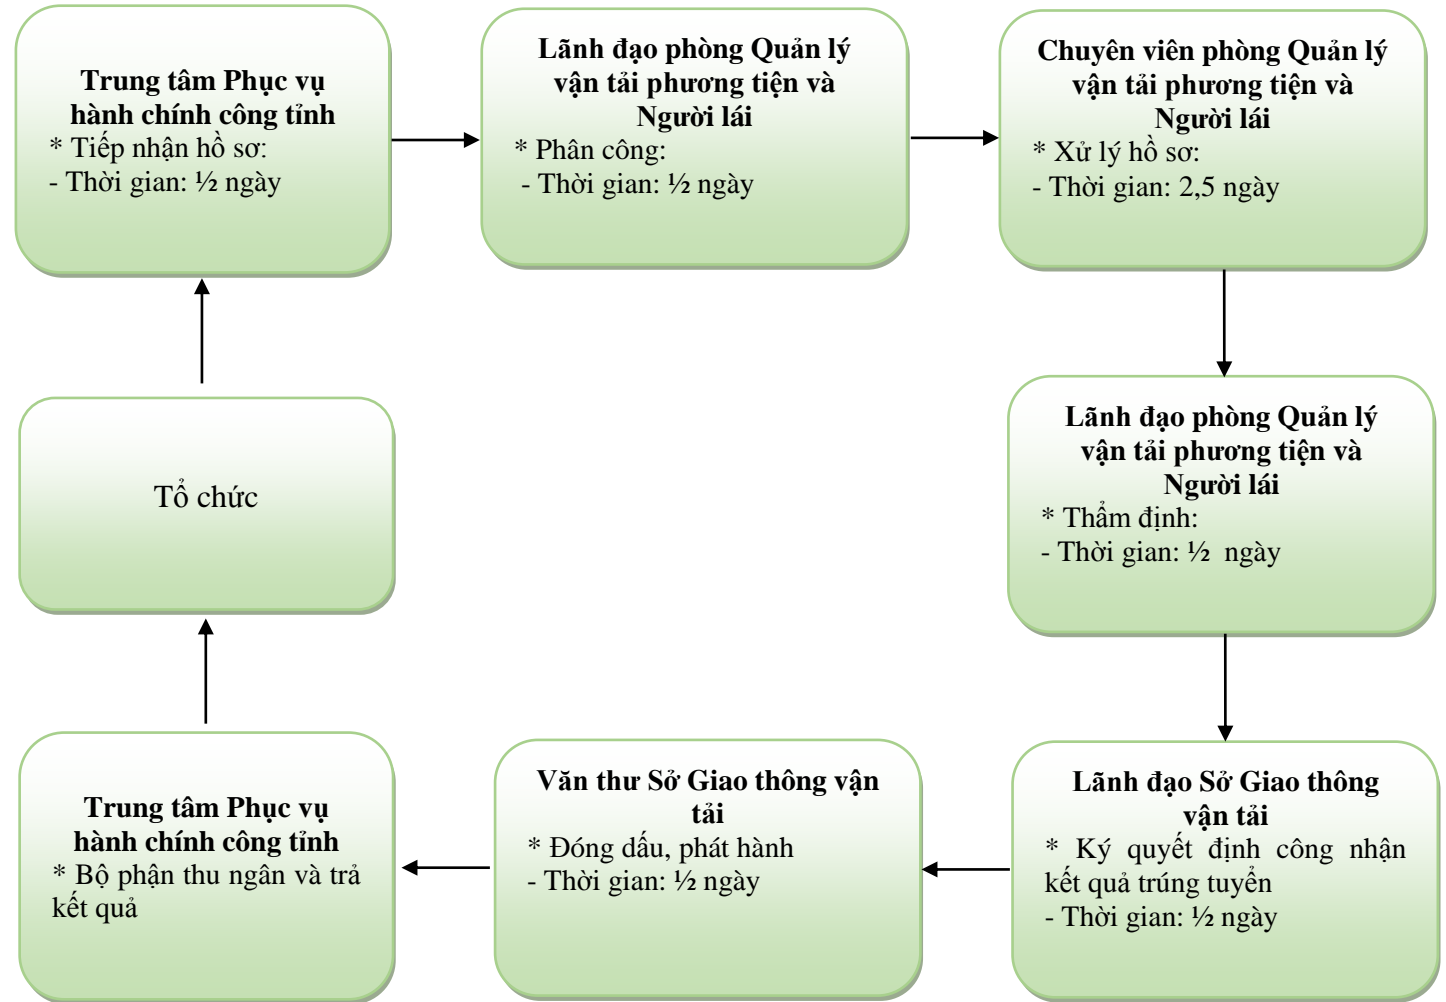 Trung tâm Phục vụ
hành chính công tỉnh
* Tiếp nhận hồ sơ:
- Thời gian: ½ ngày
Lãnh đạo phòng Quản lý
vận tải phương tiện và
Người lái
* Phân công:
- Thời gian: ½ ngày
Chuyên viên phòng Quản lý
vận tải phương tiện và
Người lái
* Xử lý hồ sơ:
- Thời gian: 2,5 ngày
Lãnh đạo phòng Quản lý
vận tải phương tiện và
Người lái
* Thẩm định:
- Thời gian: ½ ngày
Lãnh đạo Sở Giao thông
vận tải
* Ký quyết định công nhận
kết quả trúng tuyển
- Thời gian: ½ ngày
Văn thư Sở Giao thông vận
tải
* Đóng dấu, phát hành
- Thời gian: ½ ngày
Trung tâm Phục vụ
hành chính công tỉnh
* Bộ phận thu ngân và trả
kết quả
Tổ chức